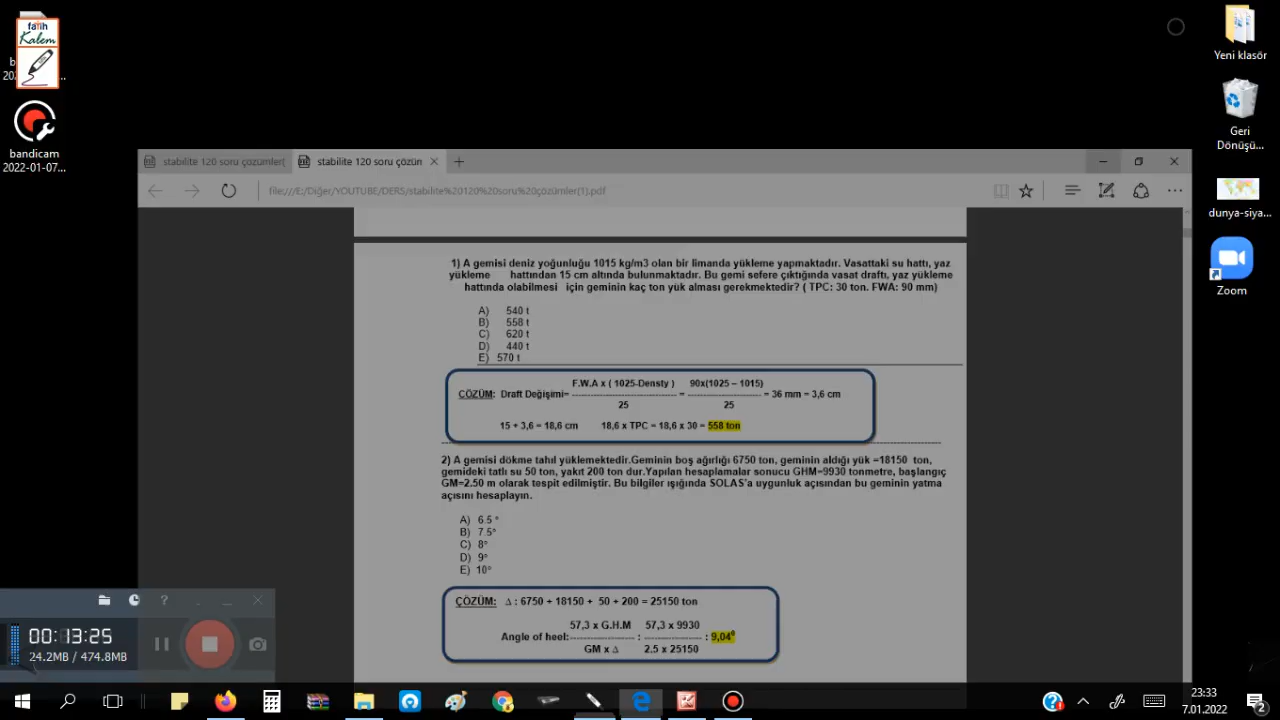 fatih
Kalem
Yeni klasör
bandicam
2022-01-07...
Geri
Dönüşü...
dunya-siya...
Zoom
stabilite 120 soru çozümler(
stabilite 120 soru çözün
file:///E:/Diğer/YOUTUBE/DERS/stabilite%20120%20soru%20çözümler(1).pdf
1) A gemisi deniz yoğunluğu 1015 kg/m3 olan bir limanda yükleme yapmaktadır. Vasattaki su hattı, yaz
yükleme hattından 15 cm altında bulunmaktadır. Bu gemi sefere çıktığında vasat draftı, yaz yükleme
hattında olabilmesi için geminin kaç ton yük alması gerekmektedir? ( TPC: 30 ton. FWA: 90 mm)
A) 540 t
B) 558 t
C) 620 t
D) 440 t
E) 570 t
F.W.A x ( 1025-Densty ) 90x(1025 – 1015)
ÇÖZÜM: Draft Değişimi= ------------------------------ = --------------------- = 36 mm = 3,6 cm
25 25
15 + 3,6 = 18,6 cm 18,6 x TPC = 18,6 x 30 = 558 ton
2) A gemisi dökme tahıl yüklemektedir.Geminin boş ağırlığı 6750 ton, geminin aldığı yük =18150 ton,
gemideki tatlı su 50 ton, yakıt 200 ton dur.Yapılan hesaplamalar sonucu GHM=9930 tonmetre, başlangıç
GM=2.50 m olarak tespit edilmiştir. Bu bilgiler ışığında SOLAS'a uygunluk açısından bu geminin yatma
açısını hesaplayın.
A) 6.5 °
B) 7.5°
C) 8°
D) 9°
E) 10°
ÇÖZÜM: Δ : 6750 + 18150 + 50 + 200 = 25150 ton
57,3 x G.H.M 57,3 x 9930
Angle of heel:------------------ : ---------------- : 9,04⁰
GM x Δ 2.5 x 25150
00:13:25
24.2MB / 474.8MB
23:33
7.01.2022
2